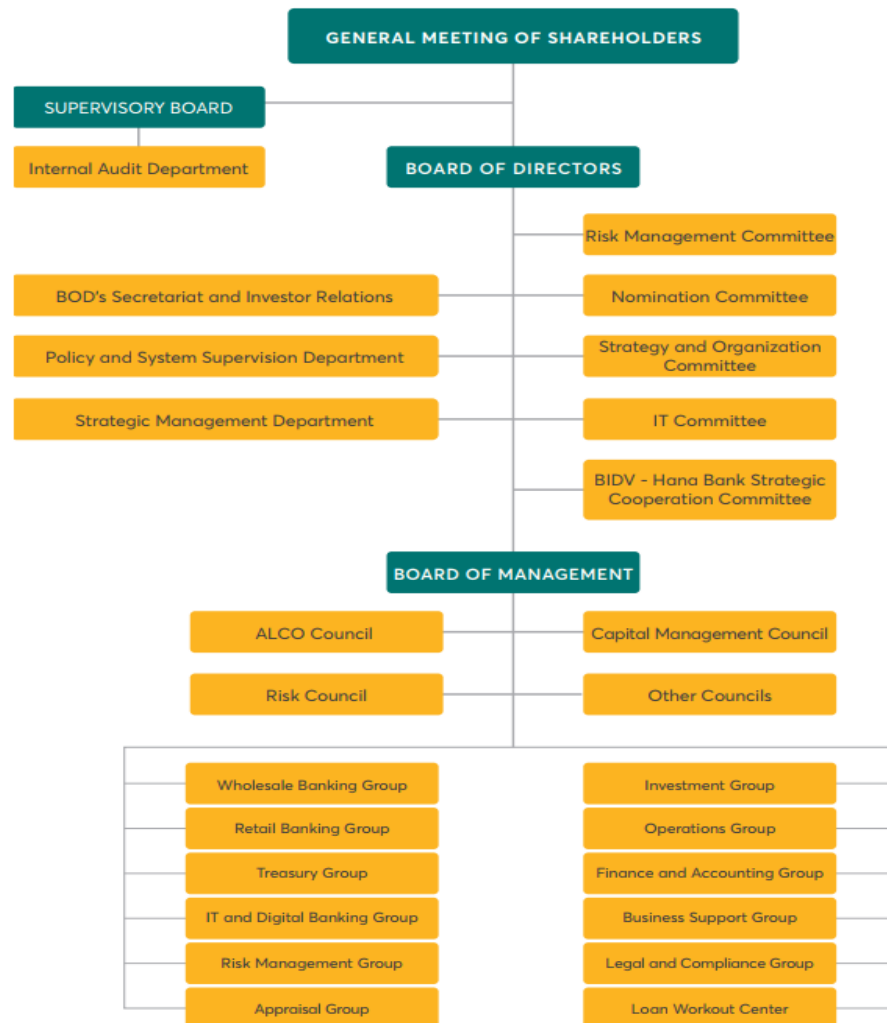 GENERAL MEETING OF SHAREHOLDERS
SUPERVISORY BOARD
Internal Audit Department
BOARD OF DIRECTORS
Risk Management Committee
BOD's Secretariat and Investor Relations
Nomination Committee
Policy and System Supervision Department
Strategy and Organization
Committee
Strategic Management Department
IT Committee
BIDV - Hana Bank Strategic
Cooperation Committee
BOARD OF MANAGEMENT
ALCO Council
Capital Management Council
Risk Council
Other Councils
Wholesale Banking Group
Investment Group
Retail Banking Group
Operations Group
Treasury Group
Finance and Accounting Group
IT and Digital Banking Group
Business Support Group
Risk Management Group
Legal and Compliance Group
Appraisal Group
Loan Workout Center